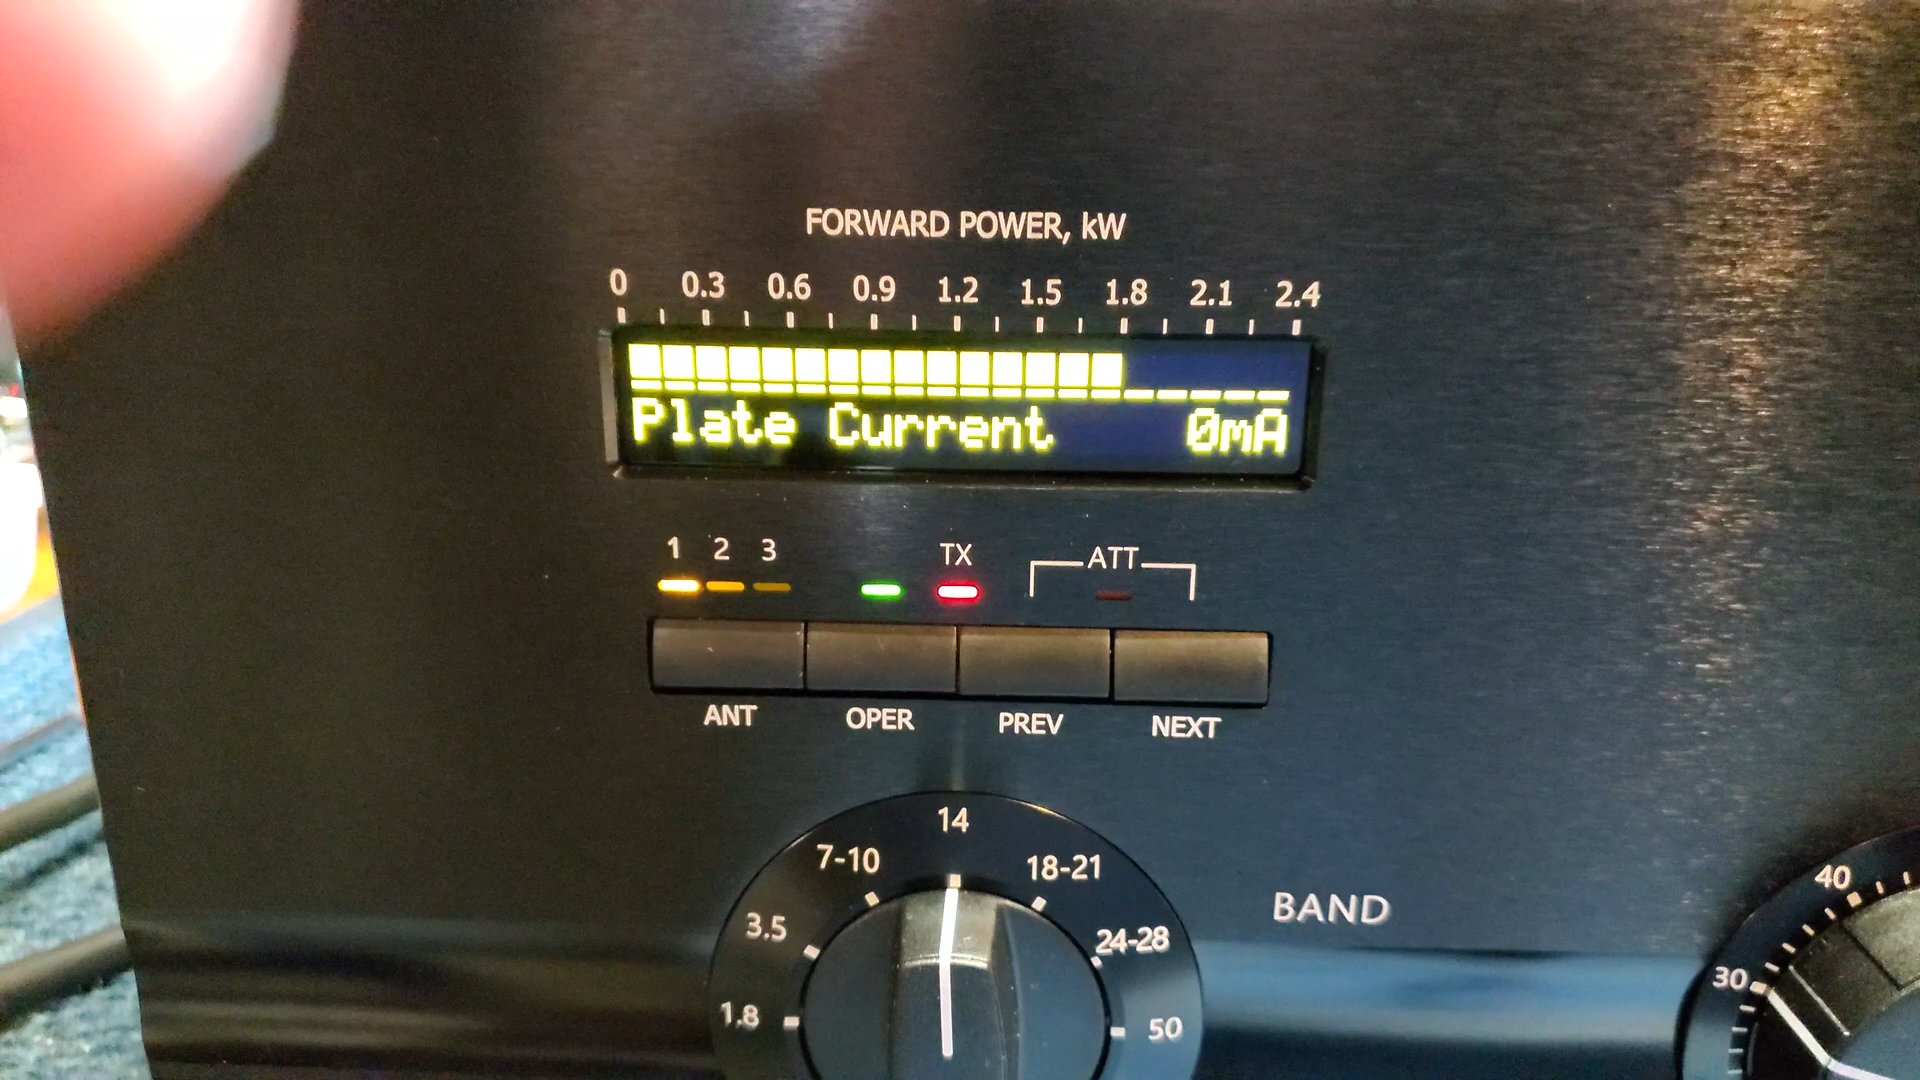 FORWARD POWER, kW
0 0.3 0.6 0.9 1.2 1.5 1.8 2.1 2.4
Plate Current 0mA
1 2 3 TX ATT
ANT OPER PREV NEXT
14
7-10 18-21
3.5 24-28
1.8 50
BAND
40
30